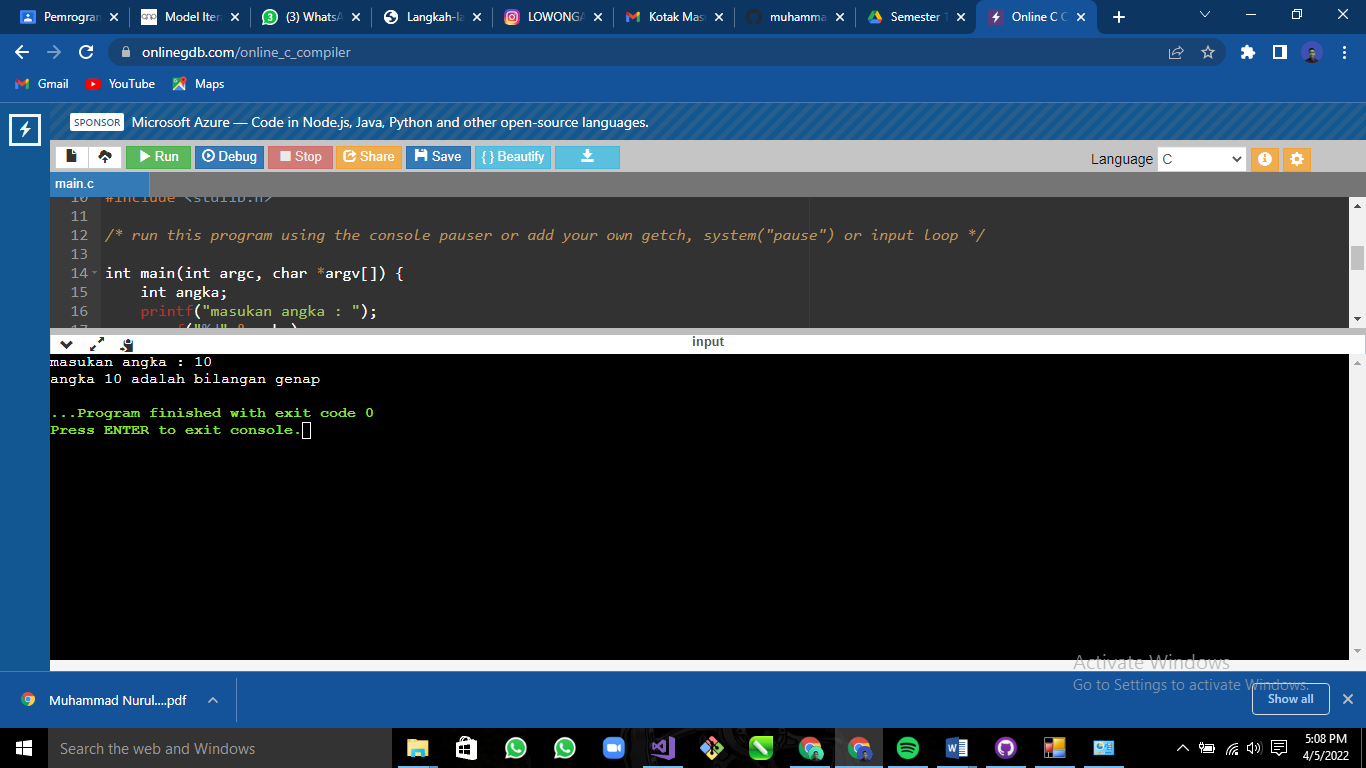 Pemrogran
Model Itera
(3) WhatsA
Langkah-la
LOWONGA
Kotak Mas
muhamma
Semester 1
Online C C
onlinegdb.com/online_c_compiler
Gmail
YouTube
Maps
SPONSOR Microsoft Azure — Code in Node.js, Java, Python and other open-source languages.
Run
Debug
Stop
Share
Save
{ } Beautify
Language C
main.c
10 #include <stdlib.h>
11
12 /* run this program using the console pauser or add your own getch, system("pause") or input loop */
13
14 int main(int argc, char *argv[]) {
15 int angka;
16 printf("masukan angka : ");
17
input
masukan angka : 10
angka 10 adalah bilangan genap
...Program finished with exit code 0
Press ENTER to exit console.
Activate Windows
Go to Settings to activate Windows.
Muhammad Nurul....pdf
Show all
Search the web and Windows
5:08 PM
4/5/2022